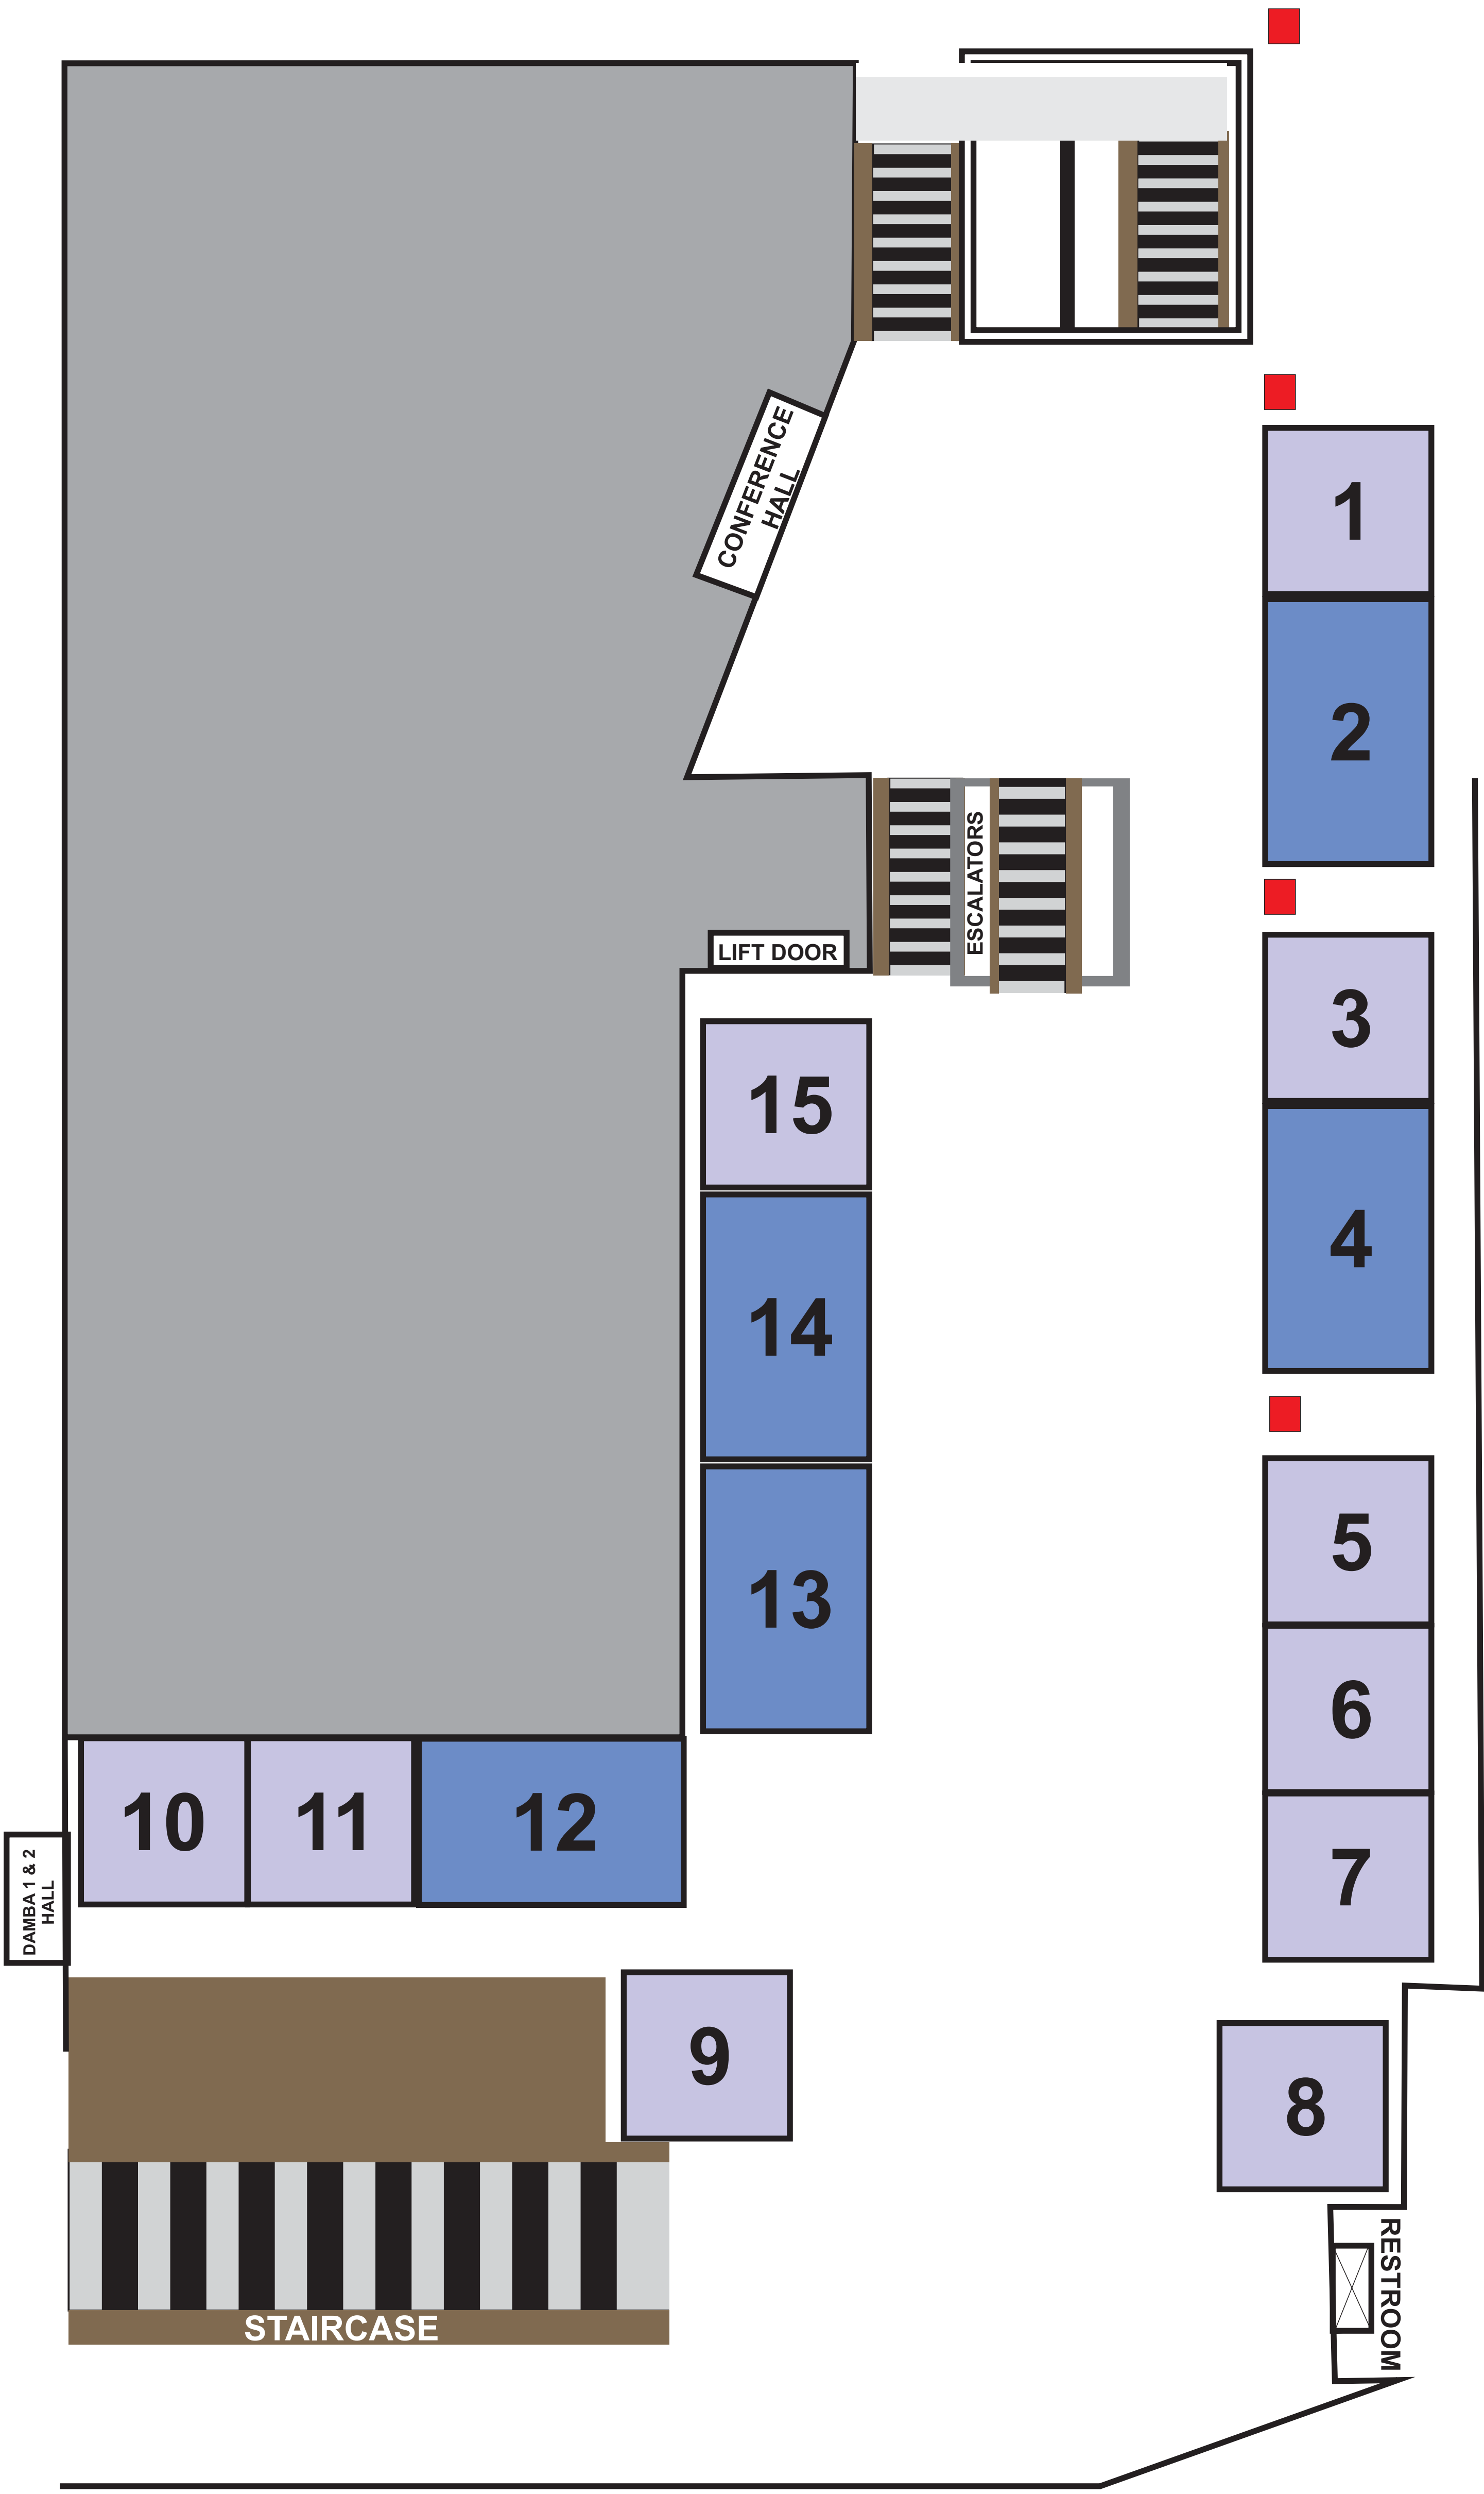 CONFERENCE
HALL
1
2
ESCALATORS
LIFT DOOR
3
15
4
14
5
13
6
10
11
12
7
DAMBA 1 & 2
HALL
9
8
RESTROOM
STAIRCASE